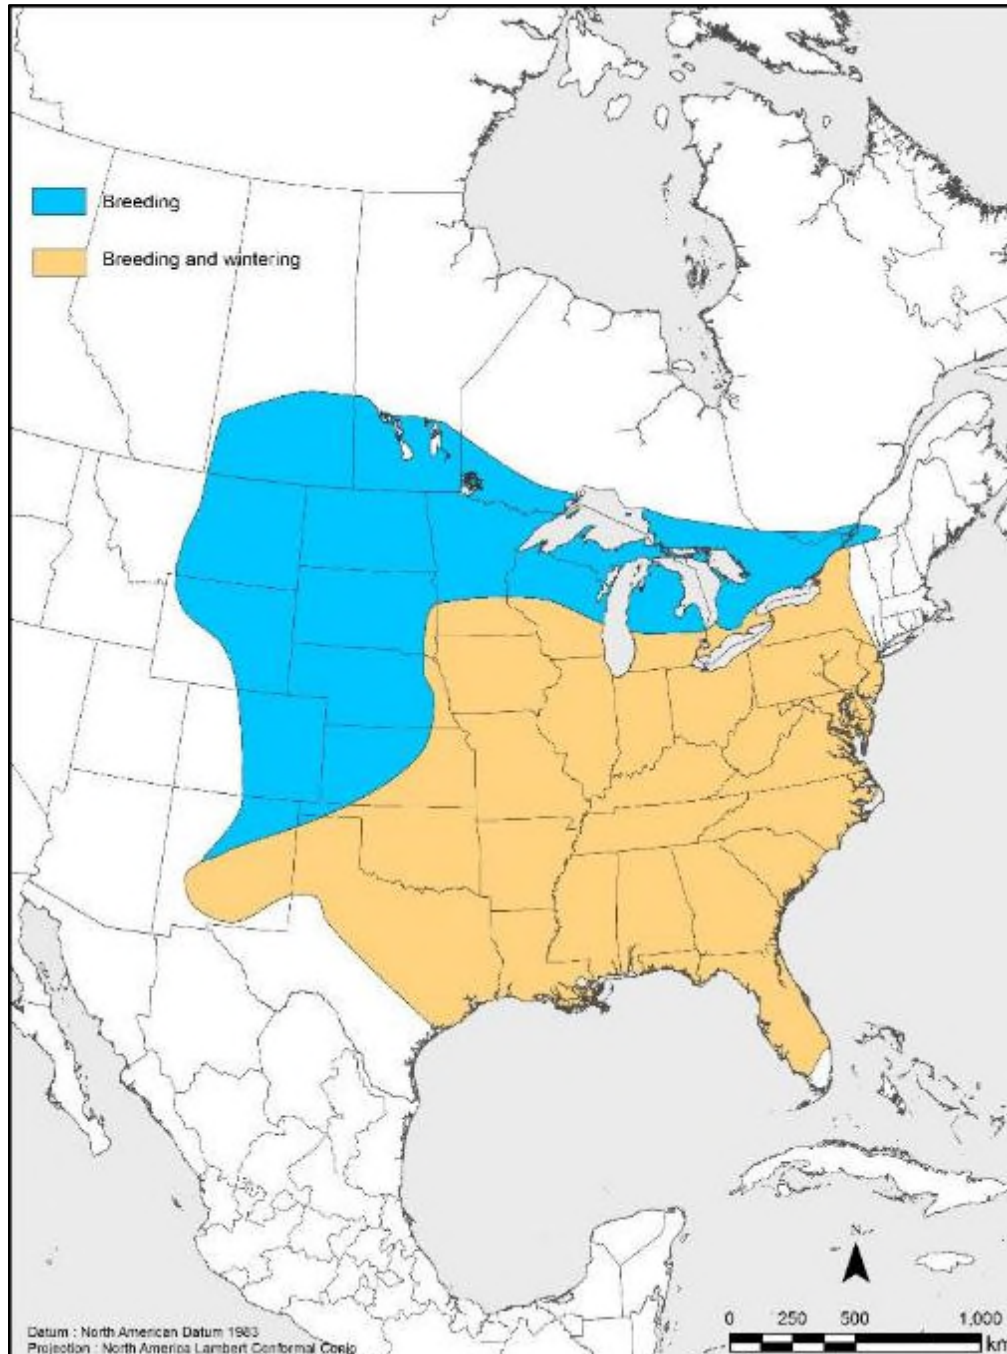 Breeding
Breeding and wintering
N
0 250 500 1,000
km
Datum : North American Datum 1983
Projection : North America Lambert Conformal Conic